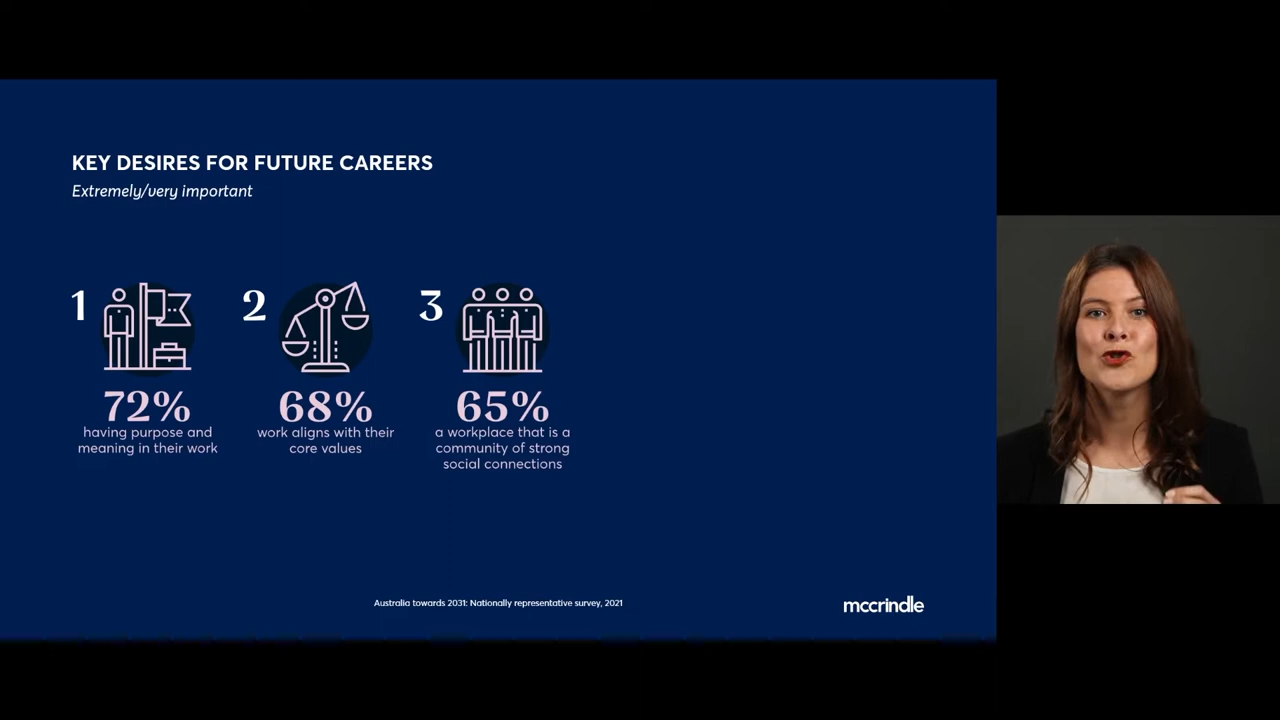 KEY DESIRES FOR FUTURE CAREERS
Extremely/very important
1
72%
having purpose and
meaning in their work
2
68%
work aligns with their
core values
3
65%
a workplace that is a
community of strong
social connections
Australia towards 2031: Nationally representative survey, 2021
mccrindle